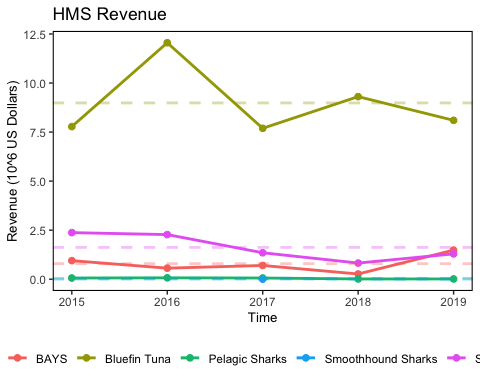 HMS Revenue
12.5
10.0
7.5
5.0
2.5
0.0
Revenue (10^6 US Dollars)
2015 2016 2017 2018 2019
Time
BAYS Bluefin Tuna Pelagic Sharks Smoothhound Sharks S